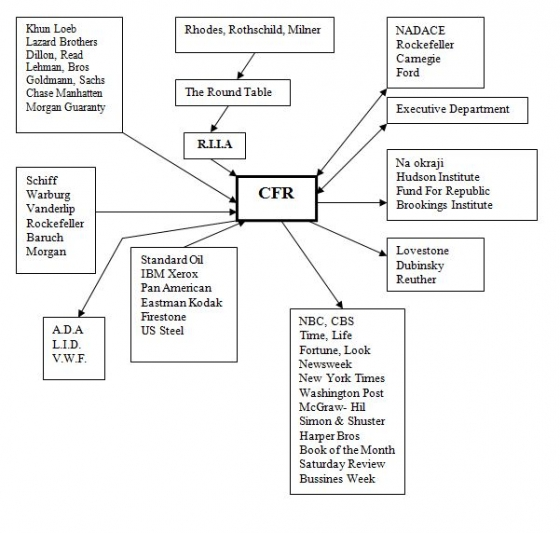 Khun Loeb
Lazard Brothers
Dillon, Read
Lehman, Bros
Goldmann, Sachs
Chase Manhatten
Morgan Guaranty
Rhodes, Rothschild, Milner
The Round Table
R.I.I.A
CFR
NADACE
Rockefeller
Carnegie
Ford
Executive Department
Na okraji
Hudson Institute
Fund For Republic
Brookings Institute
Schiff
Warburg
Vanderlip
Rockefeller
Baruch
Morgan
Lovestone
Dubinsky
Reuther
Standard Oil
IBM Xerox
Pan American
Eastman Kodak
Firestone
US Steel
A.D.A
L.I.D.
V.W.F.
NBC, CBS
Time, Life
Fortune, Look
Newsweek
New York Times
Washington Post
McGraw- Hil
Simon & Shuster
Harper Bros
Book of the Month
Saturday Review
Bussines Week